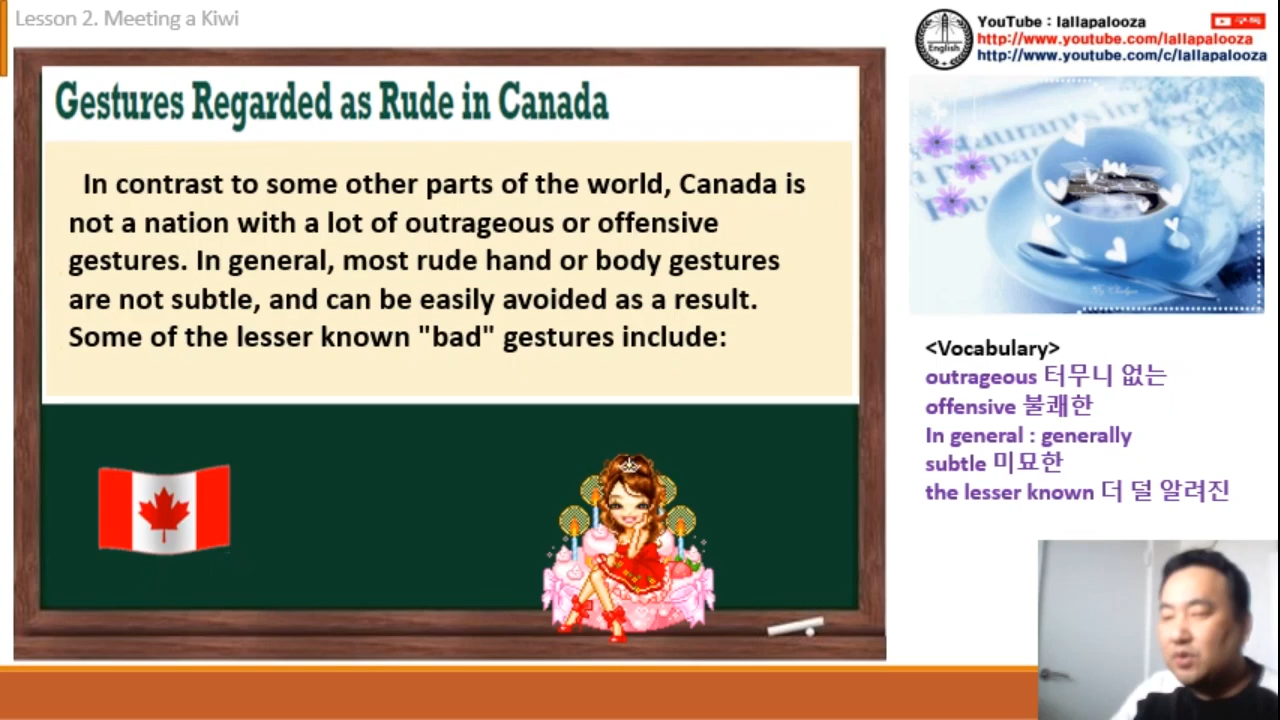 Lesson 2. Meeting a Kiwi
YouTube : lallapalooza
구독
http://www.youtube.com/lallapalooza
http://www.youtube.com/c/lallapalooza
English
Gestures Regarded as Rude in Canada
In contrast to some other parts of the world, Canada is
not a nation with a lot of outrageous or offensive
gestures. In general, most rude hand or body gestures
are not subtle, and can be easily avoided as a result.
Some of the lesser known "bad" gestures include:
<Vocabulary>
outrageous 터무니 없는
offensive 불쾌한
In general : generally
subtle 미묘한
the lesser known 더 덜 알려진